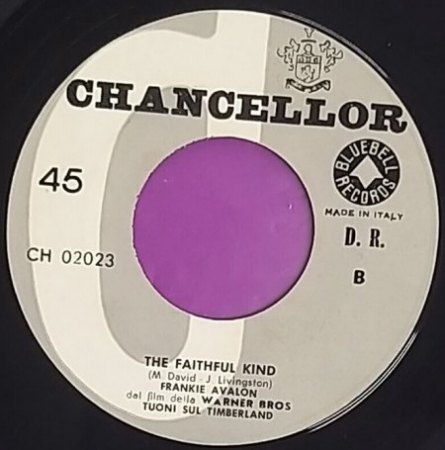 CHANCELLOR
45
BLUEBELL
RECORDS
MADE IN ITALY
D. R.
CH 02023
B
THE FAITHFUL KIND
(M. David - J. Livingston)
FRANKIE AVALON
dal film della WARNER BROS
TUONI SUL TIMBERLAND